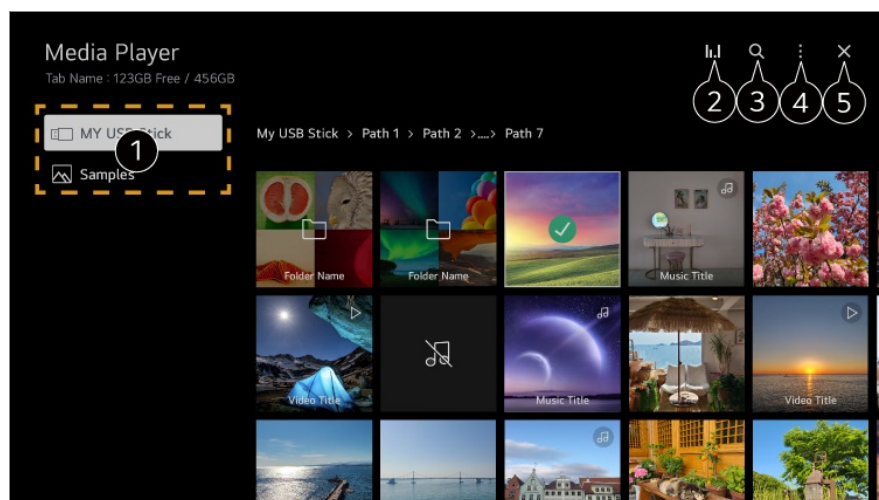 Media Player
Tab Name : 123GB Free / 456GB
2
3
4
5
MY USB Stick
1
Samples
My USB Stick > Path 1 > Path 2 >....> Path 7
Folder Name
Folder Name
Music Title
Video Title
Music Title
Video Title